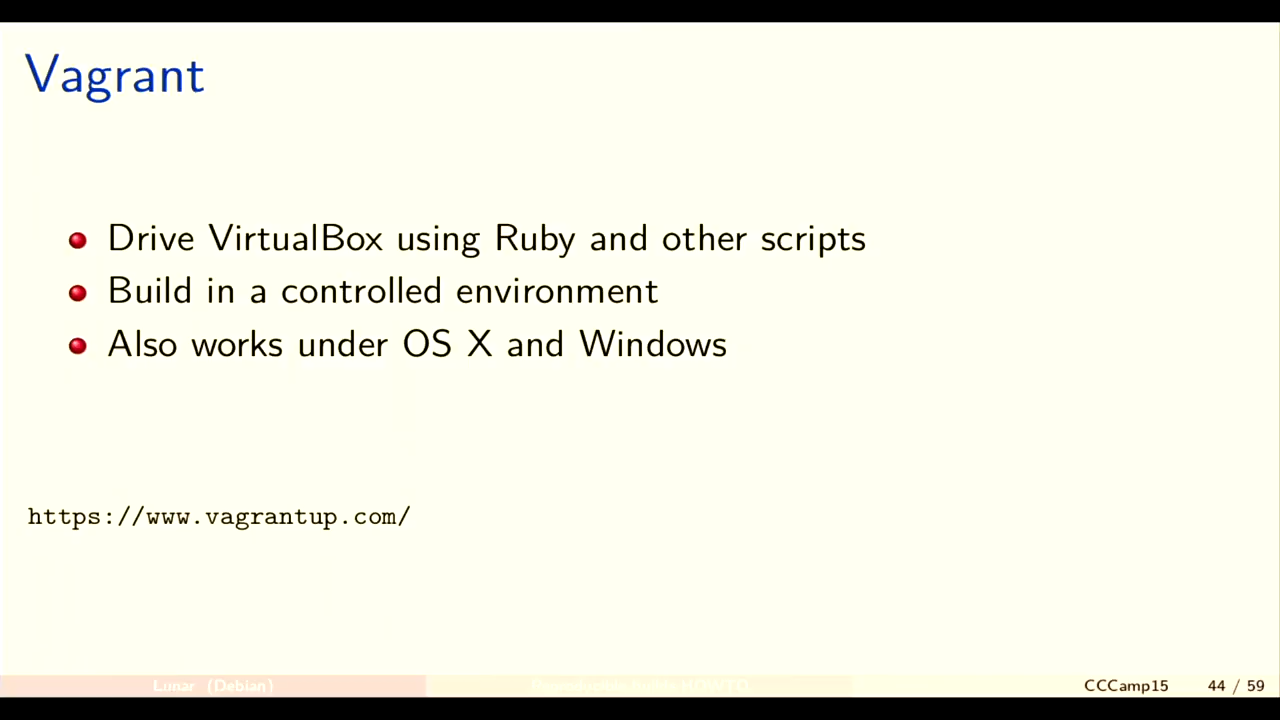 Vagrant
Drive VirtualBox using Ruby and other scripts
Build in a controlled environment
Also works under OS X and Windows
https://www.vagrantup.com/
Lunar (Debian)
CCCamp15 44 / 59